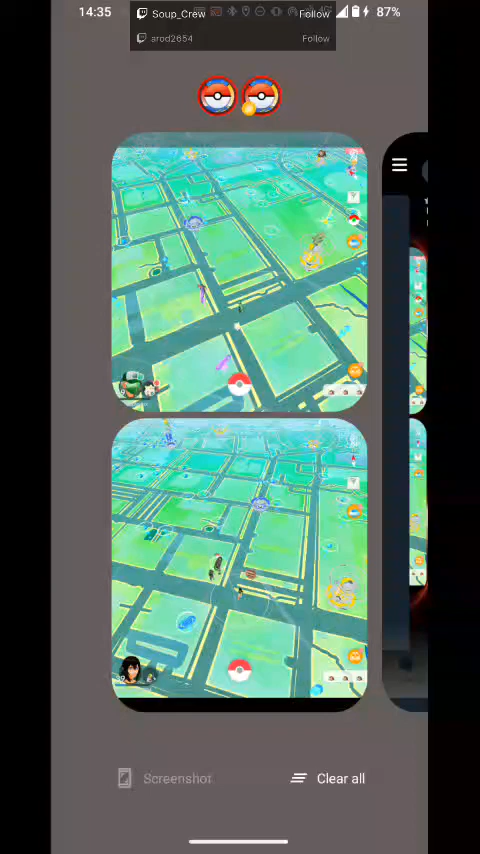 14:35
Soup_Crew Follow
87%
arod2654 Follow
Screenshot
Clear all